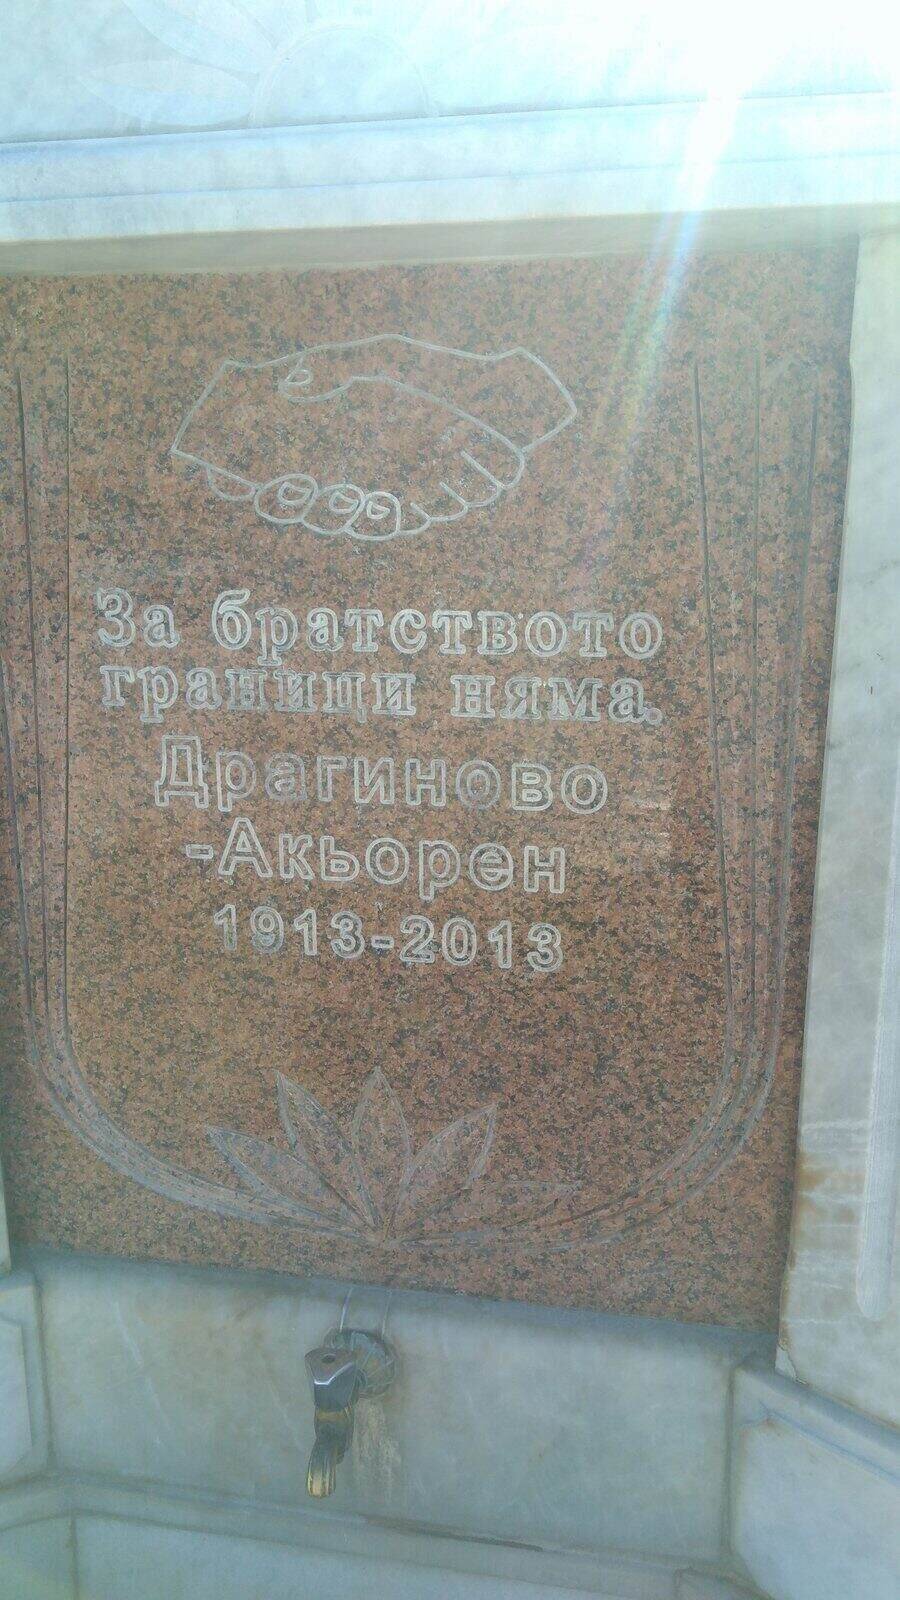 За братството
граници няма.
Драгиново
-Акьорен
1913-2013